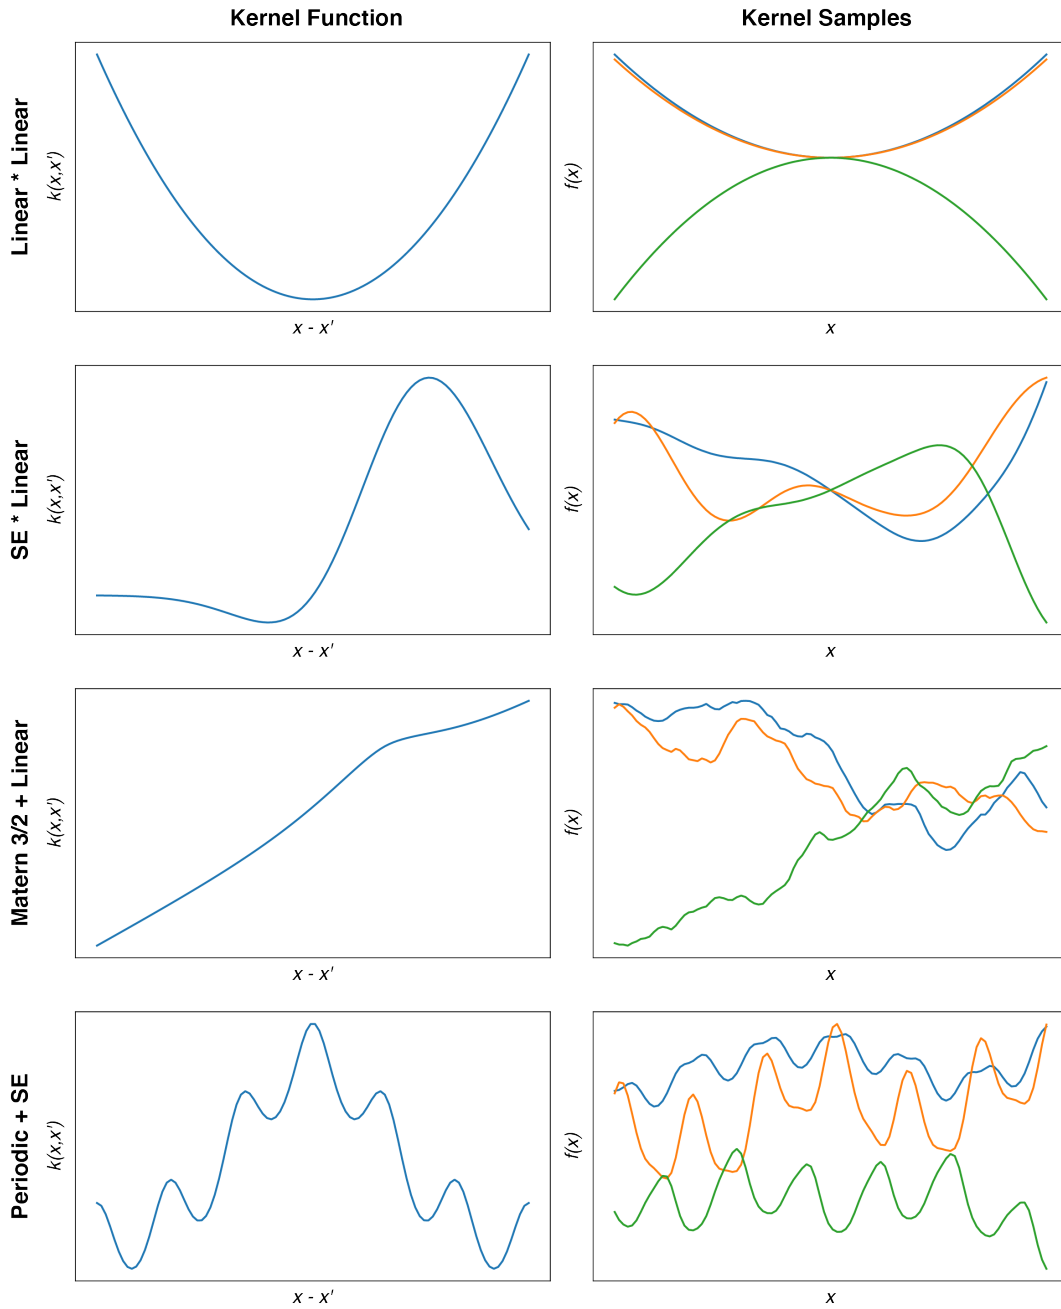 Kernel Function
Kernel Samples
Linear * Linear
k(x,x')
x - x'
f(x)
x
SE * Linear
k(x,x')
x - x'
f(x)
x
Matern 3/2 + Linear
k(x,x')
x - x'
f(x)
x
Periodic + SE
k(x,x')
x - x'
f(x)
x